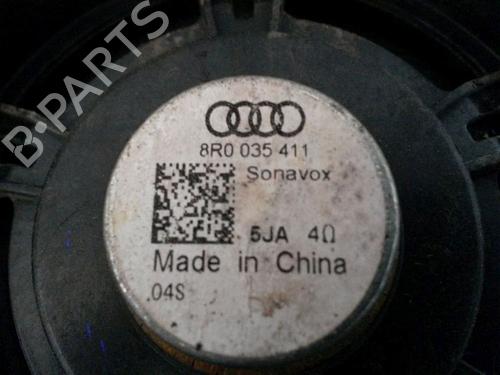 B-PARTS
8R0 035 411
Sonavox
5JA 4Ω
Made in China
.04S